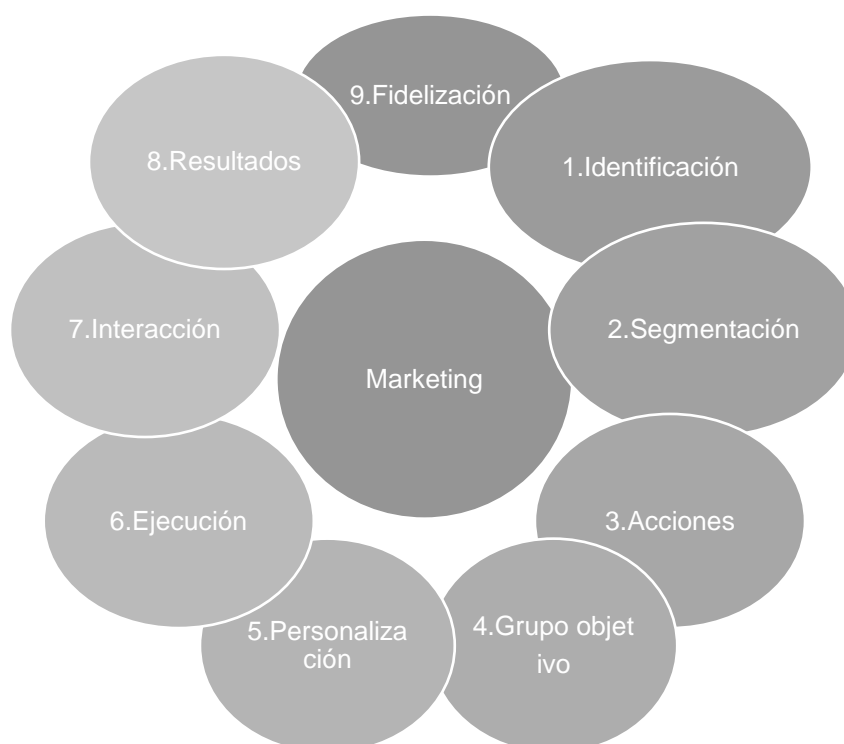 9.Fidelización
1.Identificación
2.Segmentación
3.Acciones
4.Grupo objet
ivo
5.Personaliza
ción
6.Ejecución
7.Interacción
8.Resultados
Marketing